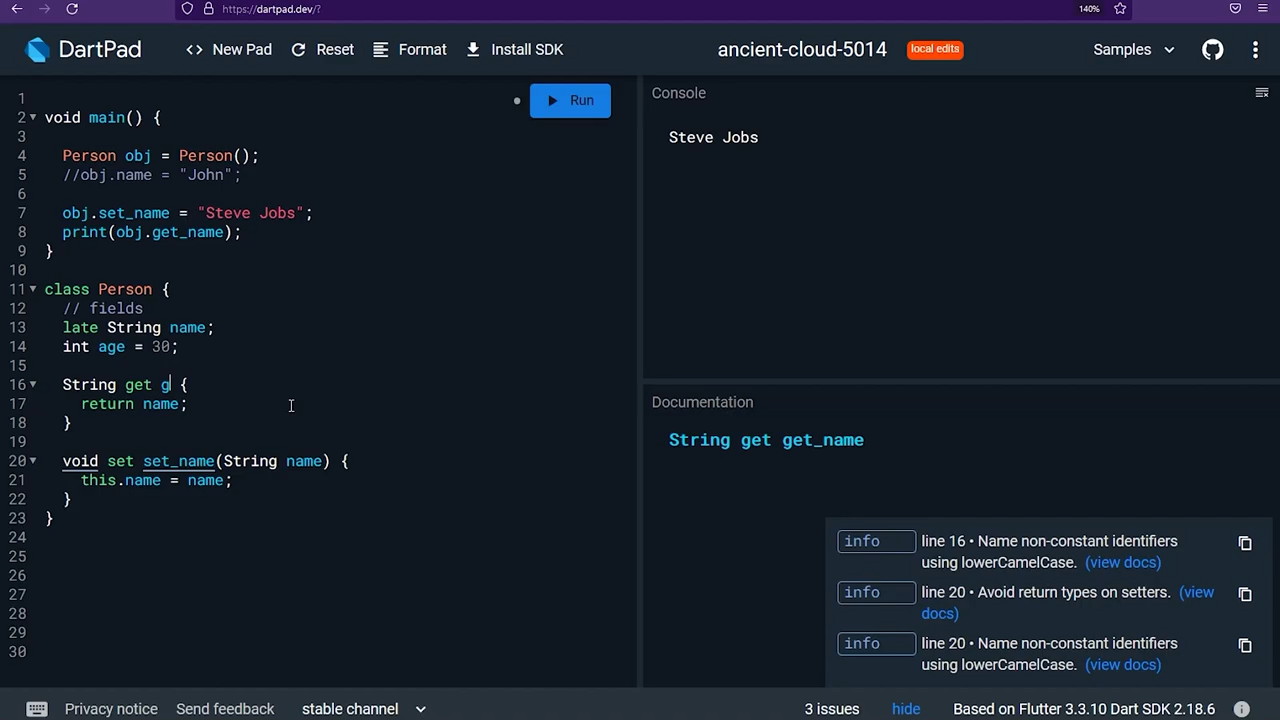 https://dartpad.dev/?
140%
DartPad
<> New Pad
Reset
Format
Install SDK
ancient-cloud-5014
local edits
Samples
1
2 void main() {
3
4 Person obj = Person();
5 //obj.name = "John";
6
7 obj.set_name = "Steve Jobs";
8 print(obj.get_name);
9 }
10
11 class Person {
12 // fields
13 late String name;
14 int age = 30;
15
16 String get g {
17 return name;
18 }
19
20 void set set_name(String name) {
21 this.name = name;
22 }
23 }
24
25
26
27
28
29
30
Run
Console
Steve Jobs
Documentation
String get get_name
info line 16 • Name non-constant identifiers
using lowerCamelCase. (view docs)
info line 20 • Avoid return types on setters. (view
docs)
info line 20 • Name non-constant identifiers
using lowerCamelCase. (view docs)
Privacy notice
Send feedback
stable channel
3 issues
hide
Based on Flutter 3.3.10 Dart SDK 2.18.6